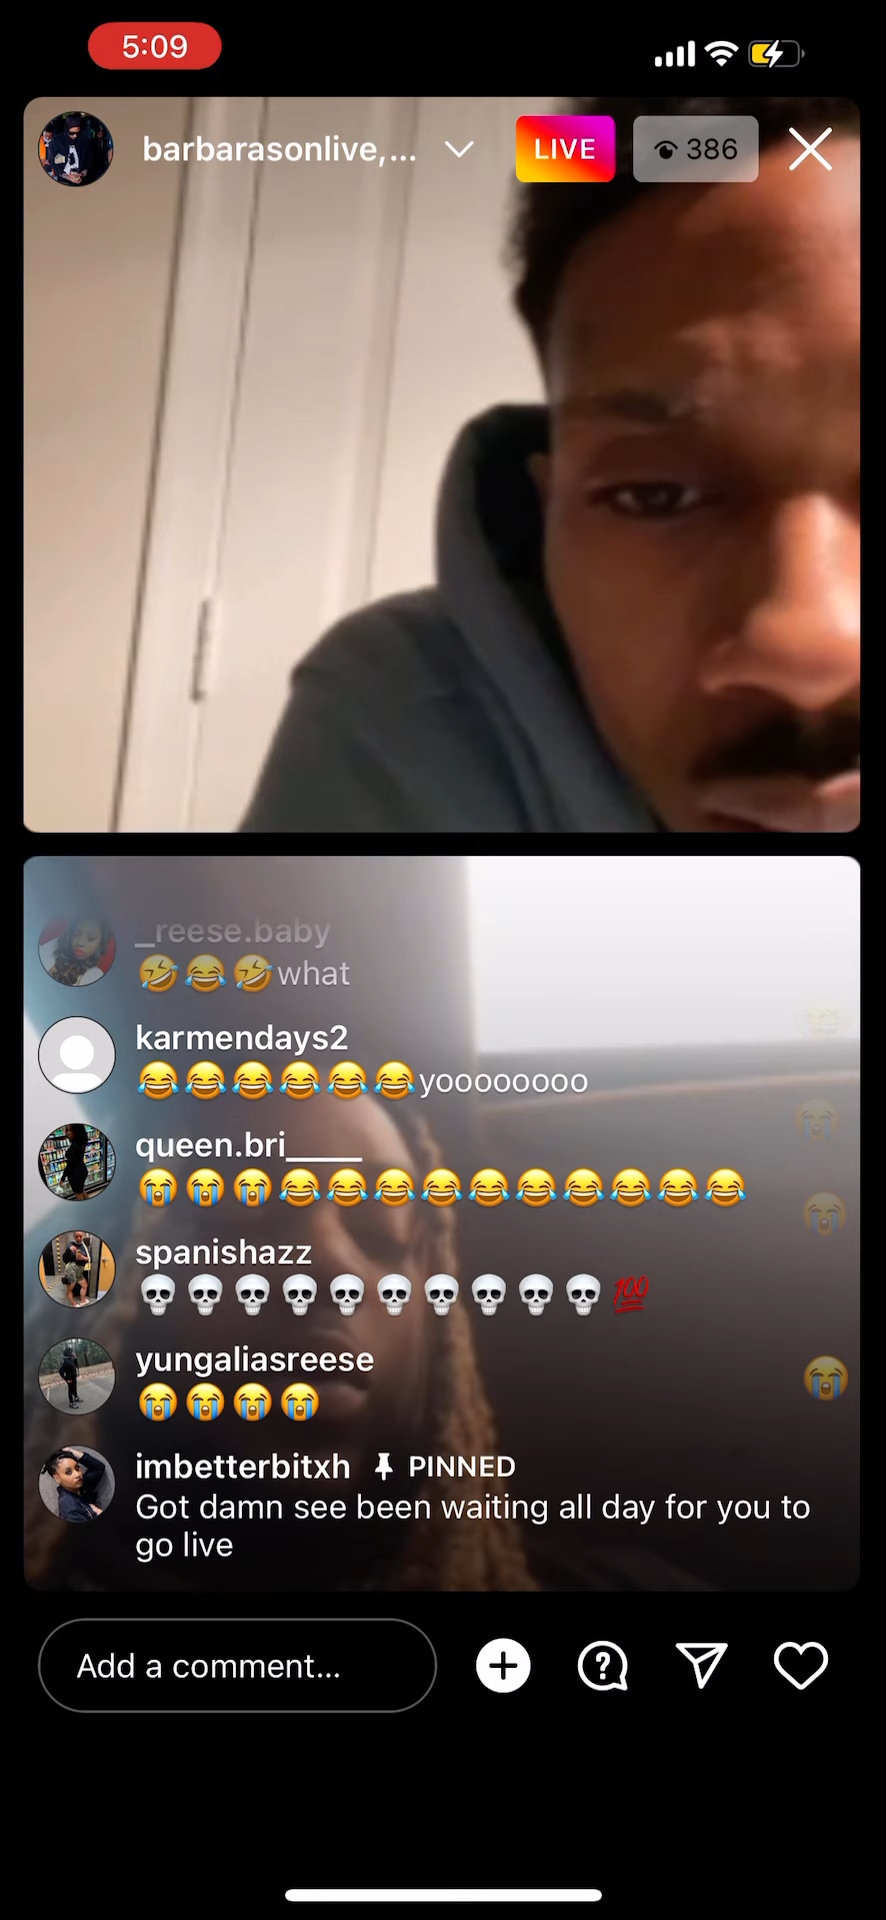 5:09
barbarasonlive,...
LIVE
386
_reese.baby
🤣😂🤣what
karmendays2
😂😂😂😂😂😂yoooooooo
queen.bri____
😭😭😭😂😂😂😂😂😂😂😂😂😂
spanishazz
💀💀💀💀💀💀💀💀💀💀💯
yungaliasreese
😭😭😭😭
imbetterbitxh PINNED
Got damn see been waiting all day for you to
go live
Add a comment...